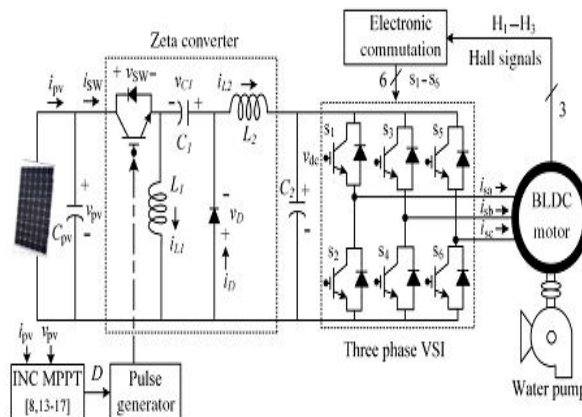 Electronic
commutation
H1–H3
Hall signals
Zeta converter
6
s1–s6
3
ipv
iSW
+ vSW –
– vC1 +
C1
iL2
L2
s1
s3
s5
vdc
L1
iL1
+
vpv
-
Cpv
-
vD
+
iD
C2
+
-
isa
isb
isc
BLDC
motor
s2
s4
s6
Three phase VSI
Water pump
ipv
vpv
INC MPPT
[8,13-17]
D
Pulse
generator